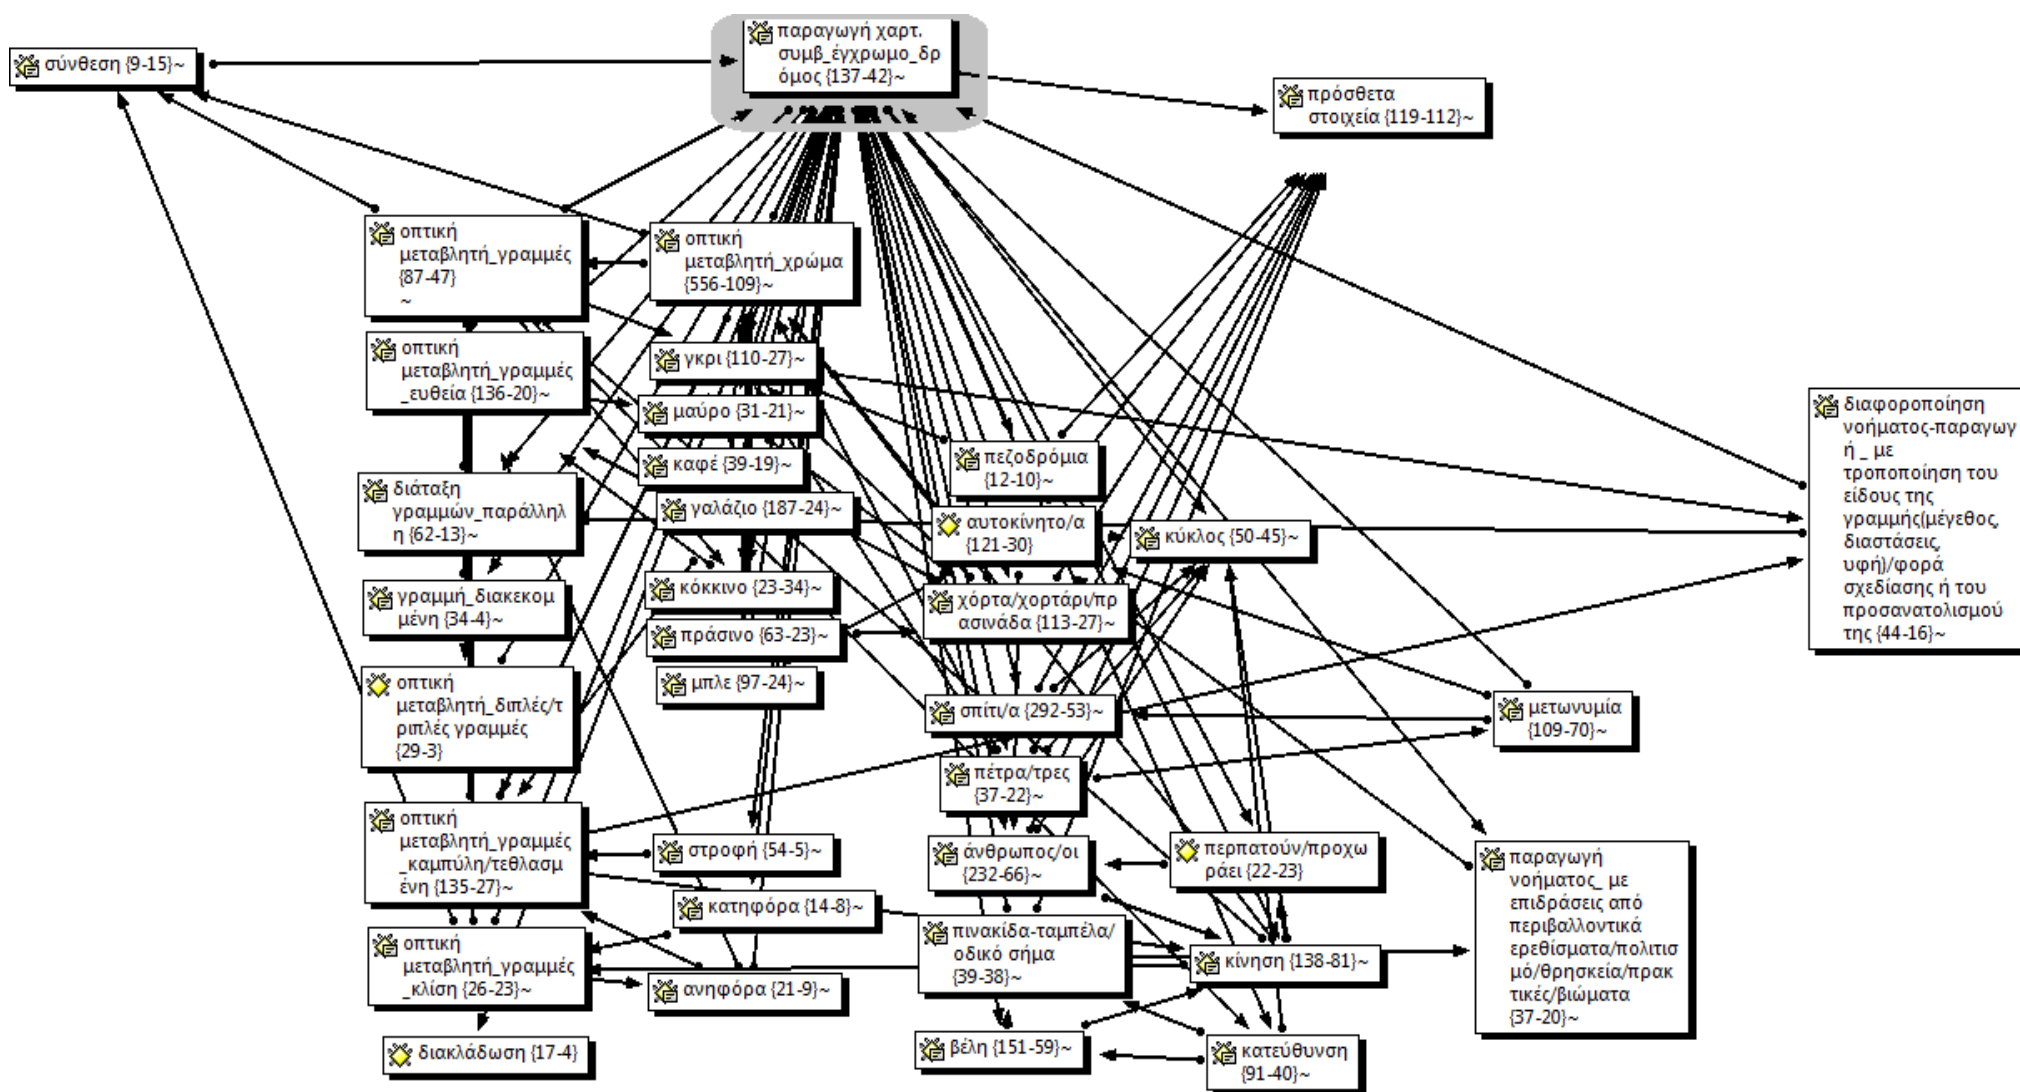 παραγωγή χαρτ.
συμβ_έγχρωμο_δρ
όμος {137-42}~
σύνθεση {9-15}~
πρόσθετα
στοιχεία {119-112}~
οπτική
μεταβλητή_γραμμές
{87-47}
~
οπτική
μεταβλητή_χρώμα
{556-109}~
οπτική
μεταβλητή_γραμμές
_ευθεία {136-20}~
γκρι {110-27}~
μαύρο {31-21}~
καφέ {39-19}~
γαλάζιο {187-24}~
κόκκινο {23-34}~
πράσινο {63-23}~
μπλε {97-24}~
διάταξη
γραμμών_παράλληλ
η {62-13}~
γραμμή_διακεκομ
μένη {34-4}~
οπτική
μεταβλητή_διπλές/τ
ριπλές γραμμές
{29-3}
οπτική
μεταβλητή_γραμμές
_καμπύλη/τεθλασμ
ένη {135-27}~
οπτική
μεταβλητή_γραμμές
_κλίση {26-23}~
διακλάδωση {17-4}
στροφή {54-5}~
κατηφόρα {14-8}~
ανηφόρα {21-9}~
πεζοδρόμια
{12-10}~
αυτοκίνητο/α
{121-30}
κύκλος {50-45}~
χόρτα/χορτάρι/πρ
ασινάδα {113-27}~
σπίτι/α {292-53}~
πέτρα/τρες
{37-22}~
άνθρωπος/οι
{232-66}~
περπατούν/προχω
ράει {22-23}
πινακίδα-ταμπέλα/
οδικό σήμα
{39-38}~
κίνηση {138-81}~
βέλη {151-59}~
κατεύθυνση
{91-40}~
διαφοροποίηση
νοήματος-παραγωγ
ή _ με
τροποποίηση του
είδους της
γραμμής(μέγεθος,
διαστάσεις,
υφή)/φορά
σχεδίασης ή του
προσανατολισμού
της {44-16}~
μετωνυμία
{109-70}~
παραγωγή
νοήματος_ με
επιδράσεις από
περιβαλλοντικά
ερεθίσματα/πολιτισ
μό/θρησκεία/πρακ
τικές/βιώματα
{37-20}~